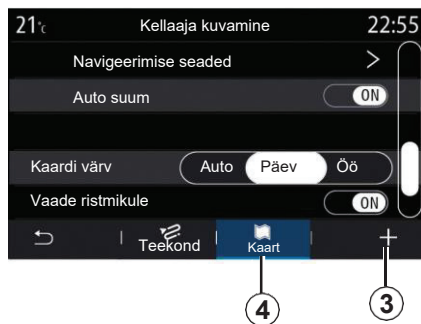 21°c Kellaaja kuvamine 22:55
Navigeerimise seaded >
Auto suum ON
Kaardi värv Auto Päev Öö
Vaade ristmikule ON
Teekond Kaart +
4 3